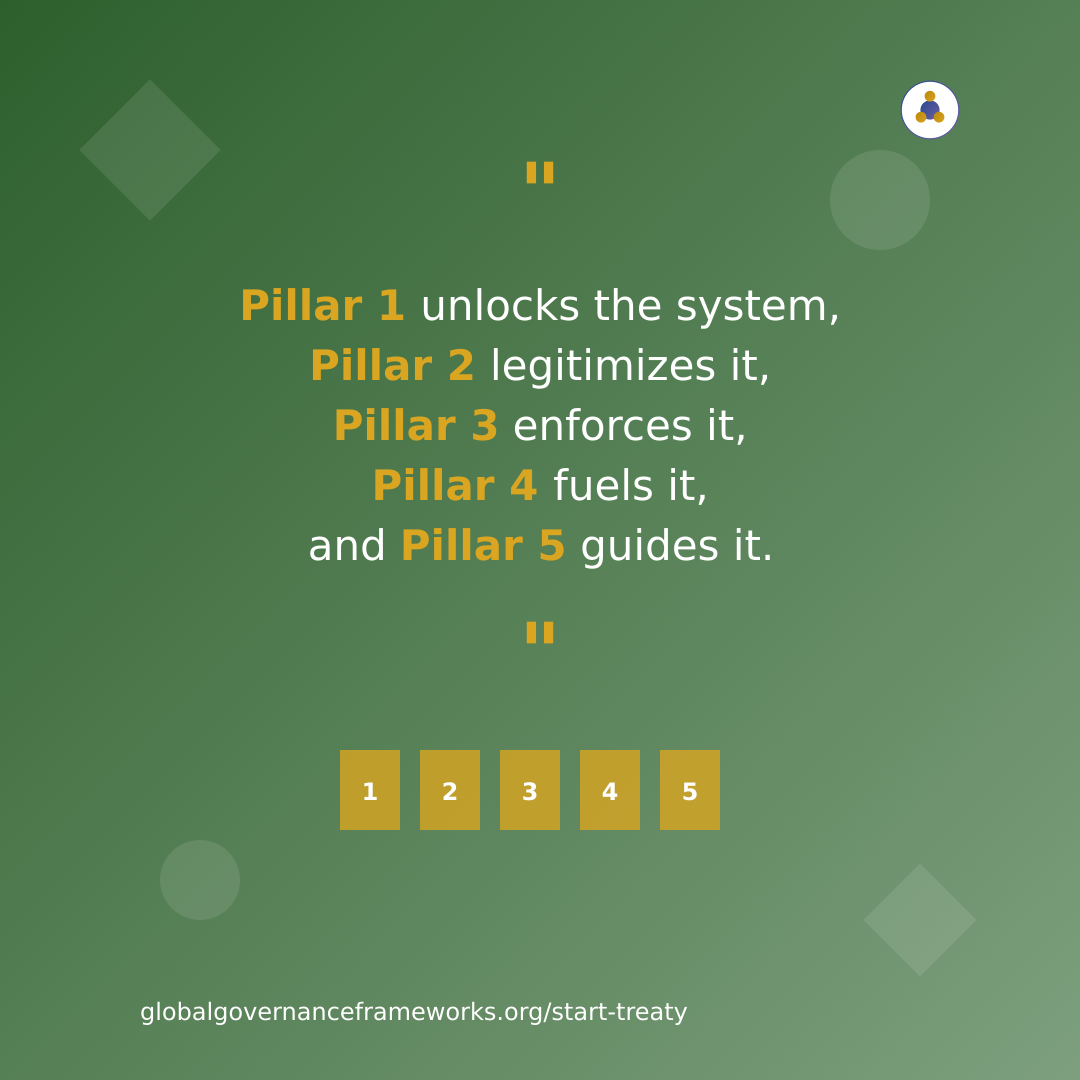 "
Pillar 1 unlocks the system,
Pillar 2 legitimizes it,
Pillar 3 enforces it,
Pillar 4 fuels it,
and Pillar 5 guides it.
"
1 2 3 4 5
globalgovernanceframeworks.org/start-treaty